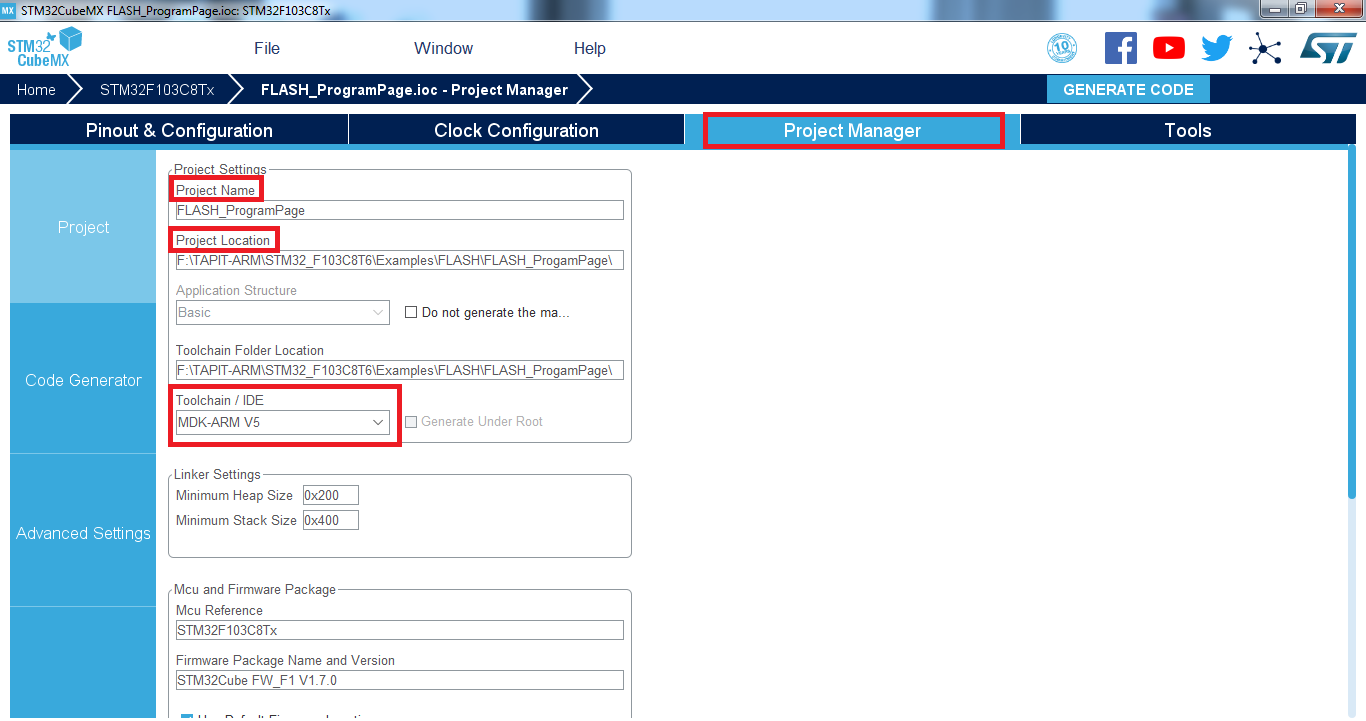 MX STM32CubeMX FLASH_ProgramPage.ioc: STM32F103C8Tx
STM32
CubeMX
File Window Help
10
Home STM32F103C8Tx FLASH_ProgramPage.ioc - Project Manager GENERATE CODE
Pinout & Configuration Clock Configuration Project Manager Tools
Project
Code Generator
Advanced Settings
Project Settings
Project Name
FLASH_ProgramPage
Project Location
F:\TAPIT-ARM\STM32_F103C8T6\Examples\FLASH\FLASH_ProgamPage\
Application Structure
Basic Do not generate the ma...
Toolchain Folder Location
F:\TAPIT-ARM\STM32_F103C8T6\Examples\FLASH\FLASH_ProgamPage\
Toolchain / IDE
MDK-ARM V5 Generate Under Root
Linker Settings
Minimum Heap Size 0x200
Minimum Stack Size 0x400
Mcu and Firmware Package
Mcu Reference
STM32F103C8Tx
Firmware Package Name and Version
STM32Cube FW_F1 V1.7.0